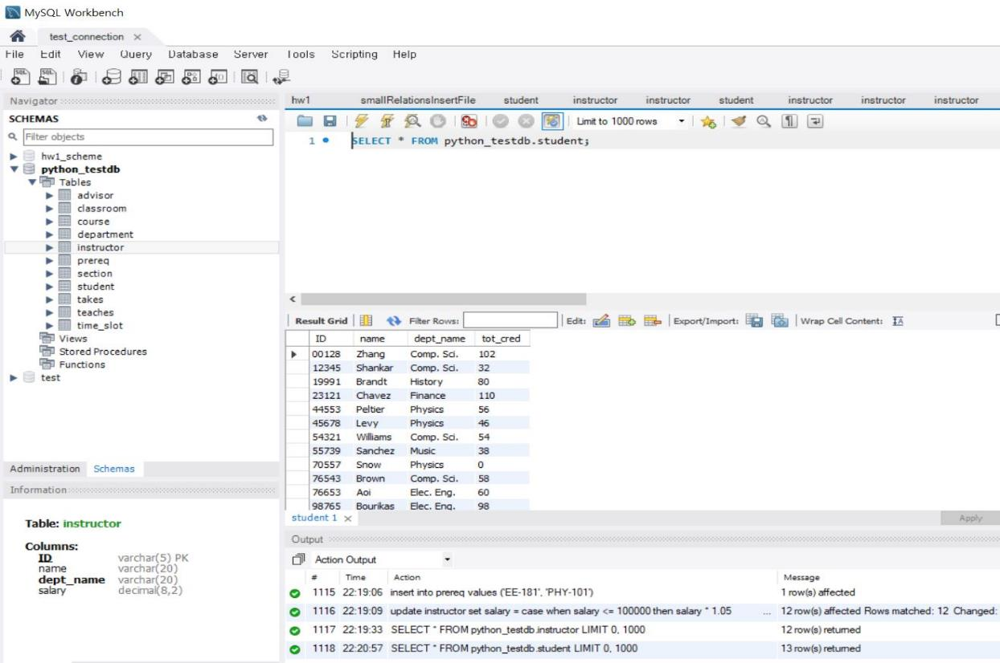 MySQL Workbench
test_connection
File Edit View Query Database Server Tools Scripting Help
Navigator
SCHEMAS
Filter objects
hw1_scheme
python_testdb
Tables
advisor
classroom
course
department
instructor
prereq
section
student
takes
teaches
time_slot
Views
Stored Procedures
Functions
test
Administration Schemas
Information
Table: instructor
Columns:
ID varchar(5) PK
name varchar(20)
dept_name varchar(20)
salary decimal(8,2)
hw1 smallRelationsInsertFile student instructor instructor student instructor instructor instructor
Limit to 1000 rows
1 SELECT * FROM python_testdb.student;
Result Grid Filter Rows: Edit: Export/Import: Wrap Cell Content:
ID name dept_name tot_cred
00128 Zhang Comp. Sci. 102
12345 Shankar Comp. Sci. 32
19991 Brandt History 80
23121 Chavez Finance 110
44553 Peltier Physics 56
45678 Levy Physics 46
54321 Williams Comp. Sci. 54
55739 Sanchez Music 38
70557 Snow Physics 0
76543 Brown Comp. Sci. 58
76653 Aoi Elec. Eng. 60
98765 Bourikas Elec. Eng. 98
student 1 Apply
Output
Action Output
# Time Action Message
1115 22:19:06 insert into prereq values ('EE-181', 'PHY-101') 1 row(s) affected
1116 22:19:09 update instructor set salary = case when salary <= 100000 then salary * 1.05 ... 12 row(s) affected Rows matched: 12 Changed:
1117 22:19:33 SELECT * FROM python_testdb.instructor LIMIT 0, 1000 12 row(s) returned
1118 22:20:57 SELECT * FROM python_testdb.student LIMIT 0, 1000 13 row(s) returned